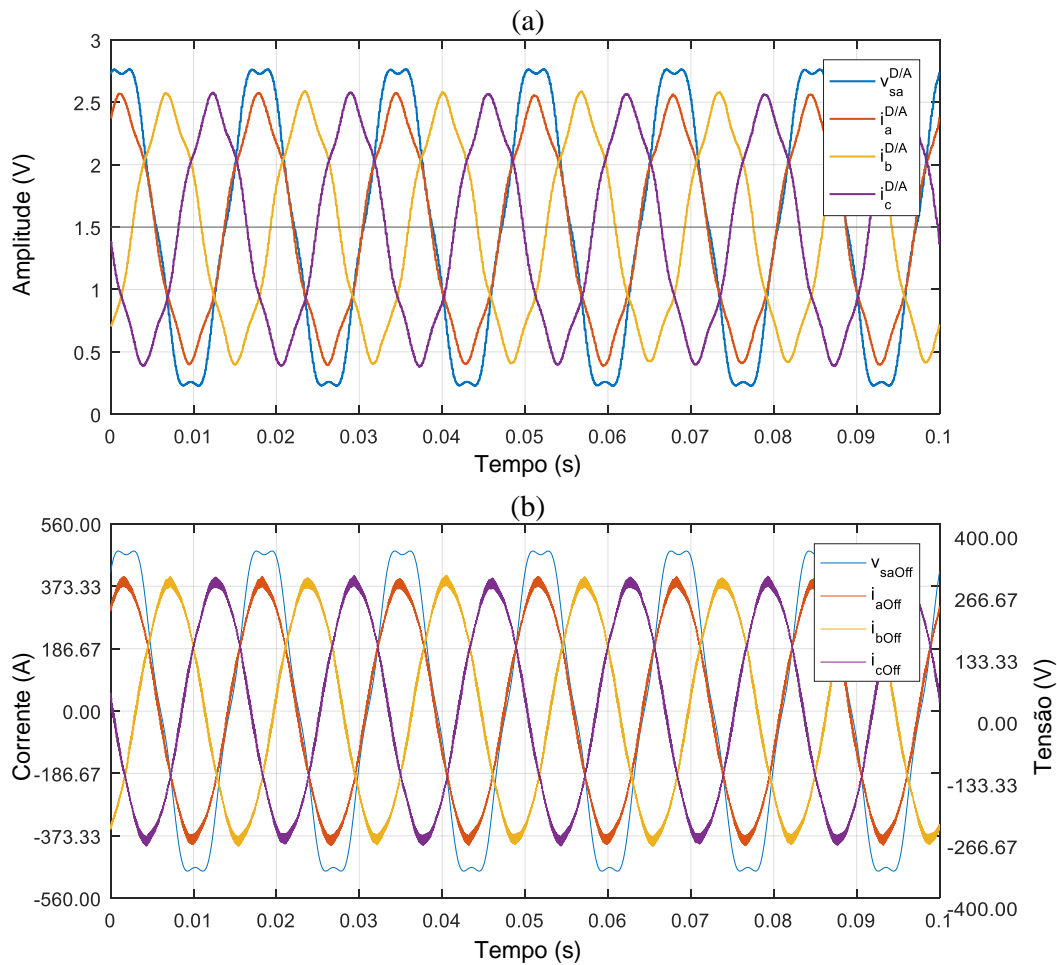 (a)
3
2.5
2
1.5
1
0.5
0
Amplitude (V)
v_sa^D/A
i_a^D/A
i_b^D/A
i_c^D/A
0 0.01 0.02 0.03 0.04 0.05 0.06 0.07 0.08 0.09 0.1
Tempo (s)
(b)
560.00
373.33
186.67
0.00
-186.67
-373.33
-560.00
Corrente (A)
v_saOff
i_aOff
i_bOff
i_cOff
400.00
266.67
133.33
0.00
-133.33
-266.67
-400.00
Tensão (V)
0 0.01 0.02 0.03 0.04 0.05 0.06 0.07 0.08 0.09 0.1
Tempo (s)